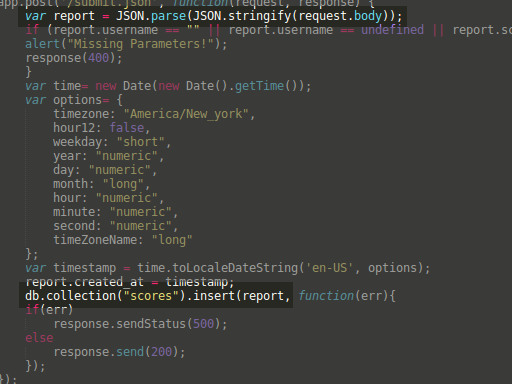 app.post("/submit.json", function(request, response) {
var report = JSON.parse(JSON.stringify(request.body));
if (report.username == "" || report.username == undefined || report.sc
alert("Missing Parameters!");
response(400);
}
var time= new Date(new Date().getTime());
var options= {
timezone: "America/New_york",
hour12: false,
weekday: "short",
year: "numeric",
day: "numeric",
month: "long",
hour: "numeric",
minute: "numeric",
second: "numeric",
timeZoneName: "long"
};
var timestamp = time.toLocaleDateString('en-US', options);
report.created_at = timestamp;
db.collection("scores").insert(report, function(err){
if(err)
response.sendStatus(500);
else
response.send(200);
});
});